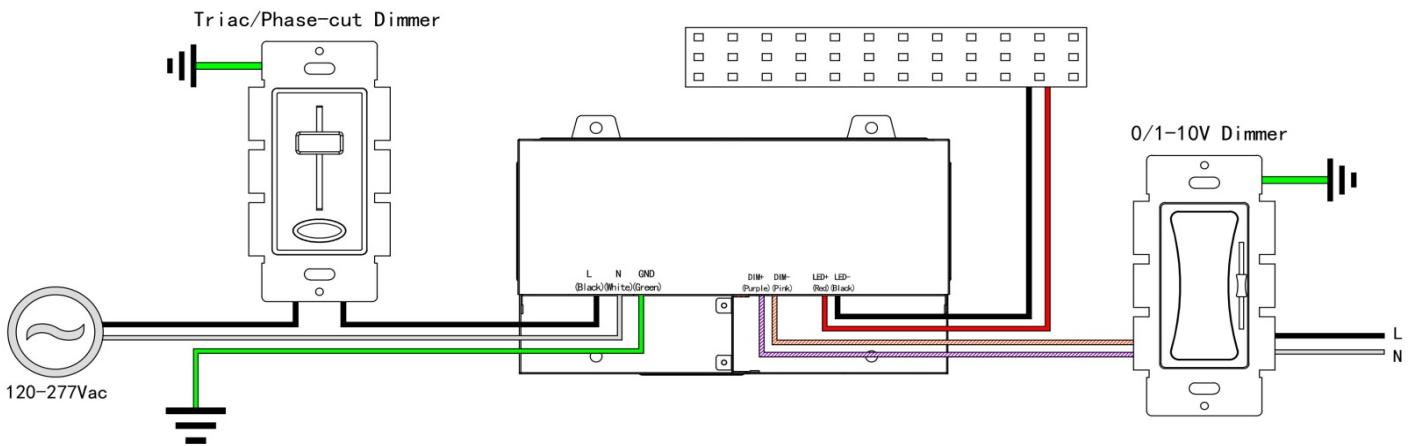 Triac/Phase-cut Dimmer
0/1-10V Dimmer
L N GND
(Black)(White)(Green)
DIM+ DIM- LED+ LED-
(Purple) (Pink) (Red) (Black)
L
N
120-277Vac